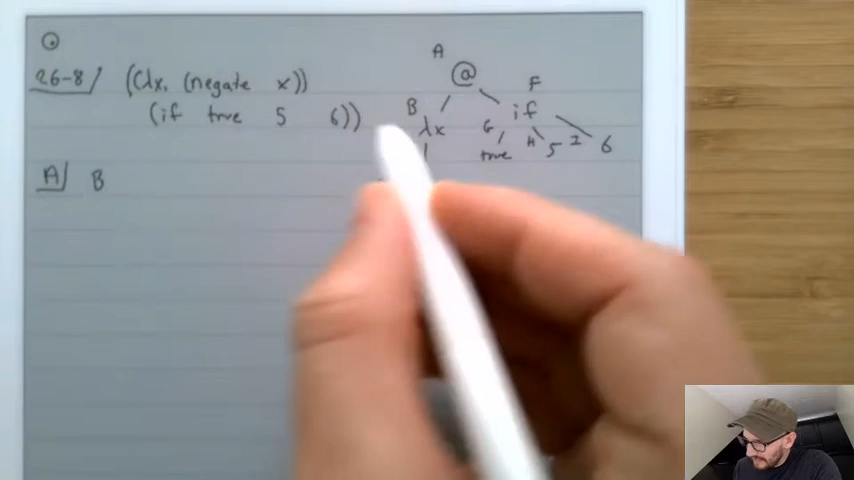 26-8/ ((λx. (negate x))
(if true 5 6))
A
@
B F
λx if
G H I
true 5 6
A/ B